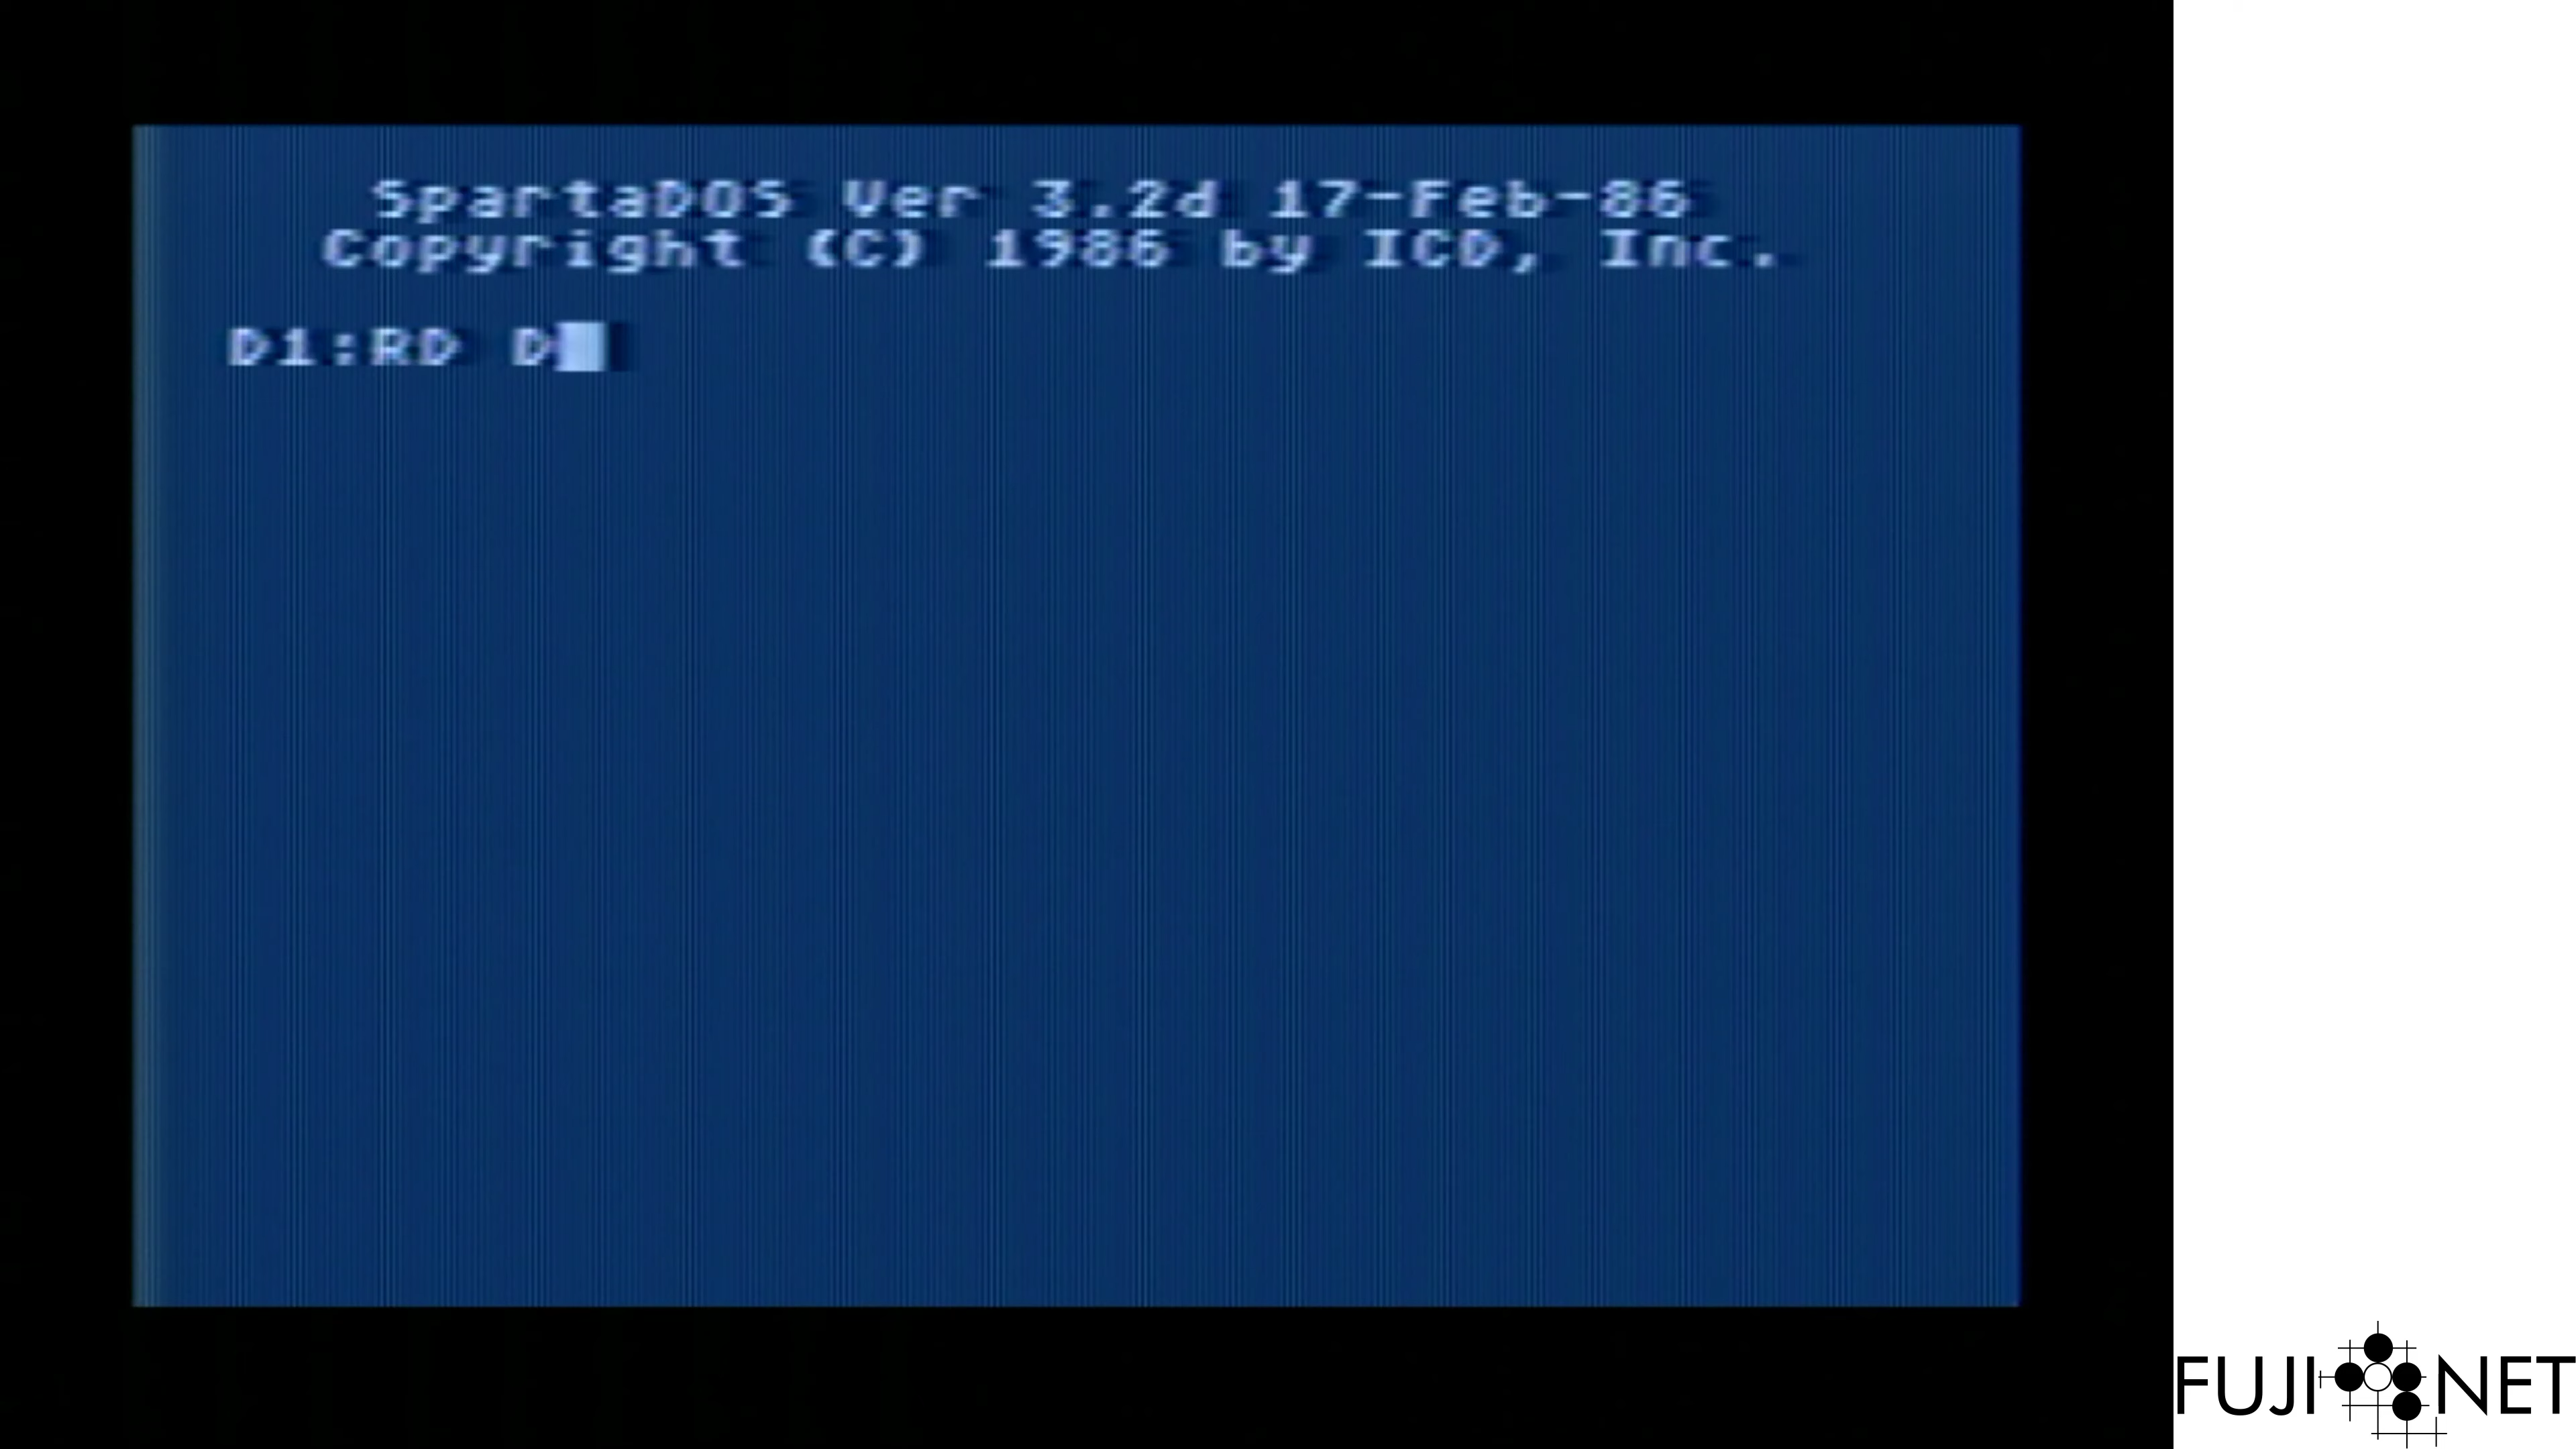 SpartaDOS Ver 3.2d 17-Feb-86
Copyright (C) 1986 by ICD, Inc.
D1:RD D
FUJINET